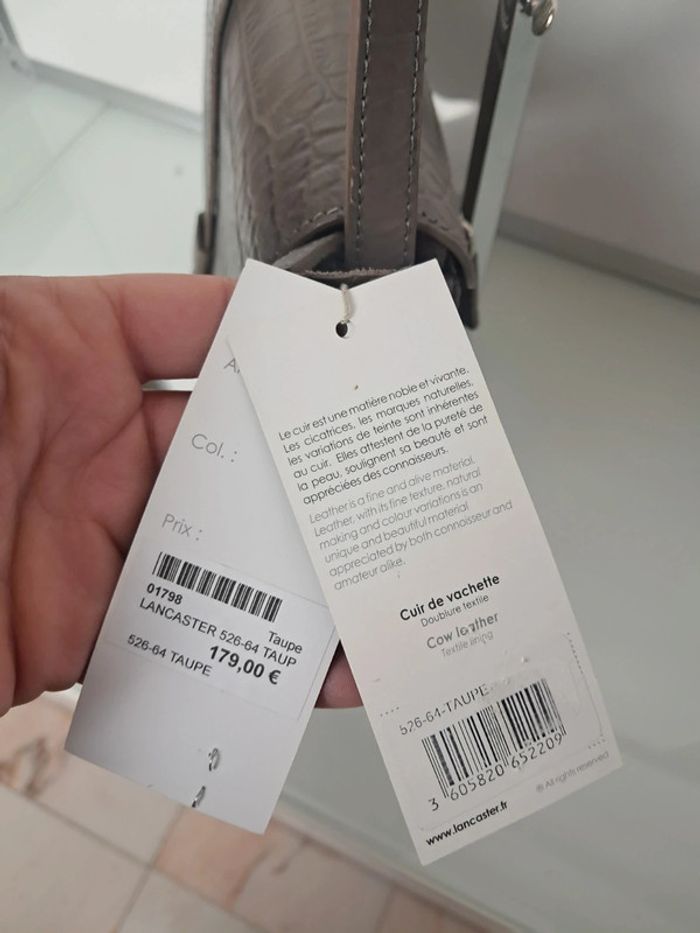 Col. :
Prix :
01798
Taupe
LANCASTER 526-64 TAUP
179,00 €
526-64 TAUPE
Le cuir est une matière noble et vivante.
Les cicatrices, les marques naturelles,
les variations de teinte sont inhérentes
au cuir. Elles attestent de la pureté de
la peau, soulignent sa beauté et sont
appréciées des connaisseurs.
Leather is a fine and alive material.
Leather, with its fine texture, natural
making and colour variations is an
unique and beautiful material
appreciated by both connoisseur and
amateur alike.
Cuir de vachette
Doublure textile
Cow leather
Textile lining
526-64-TAUPE
3 605820 652209
® All rights reserved
www.lancaster.fr